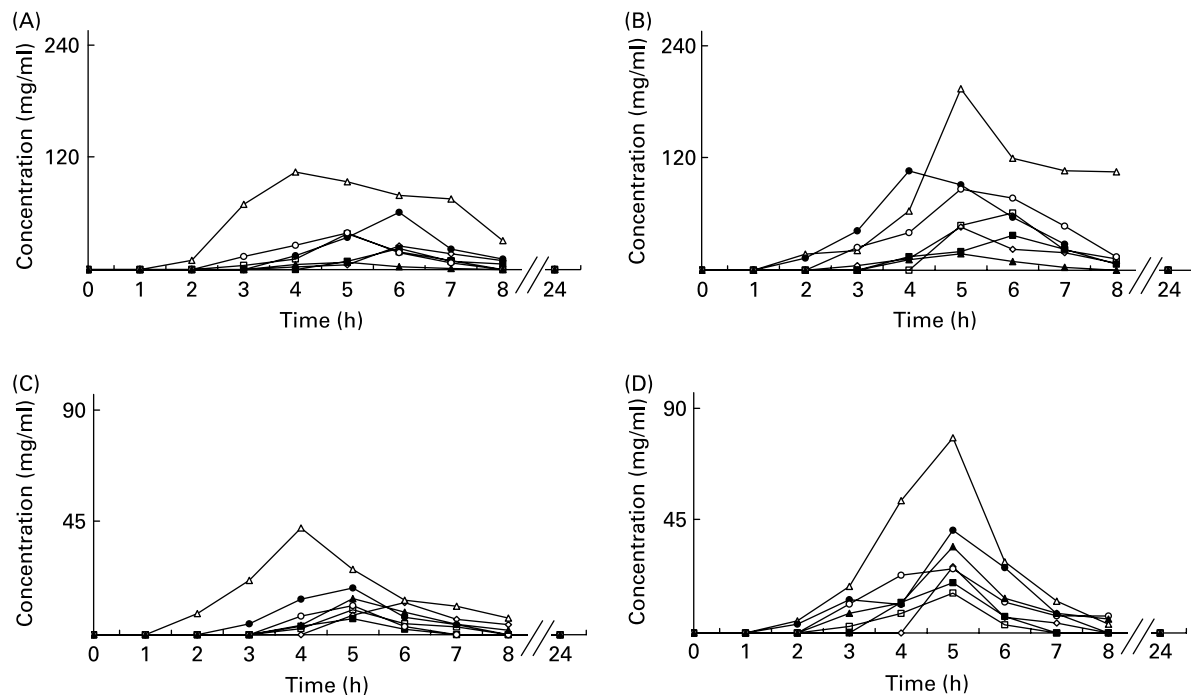 (A)
Concentration (mg/ml)
240
120
0 1 2 3 4 5 6 7 8 24
Time (h)
(B)
Concentration (mg/ml)
240
120
0 1 2 3 4 5 6 7 8 24
Time (h)
(C)
Concentration (mg/ml)
90
45
0 1 2 3 4 5 6 7 8 24
Time (h)
(D)
Concentration (mg/ml)
90
45
0 1 2 3 4 5 6 7 8 24
Time (h)